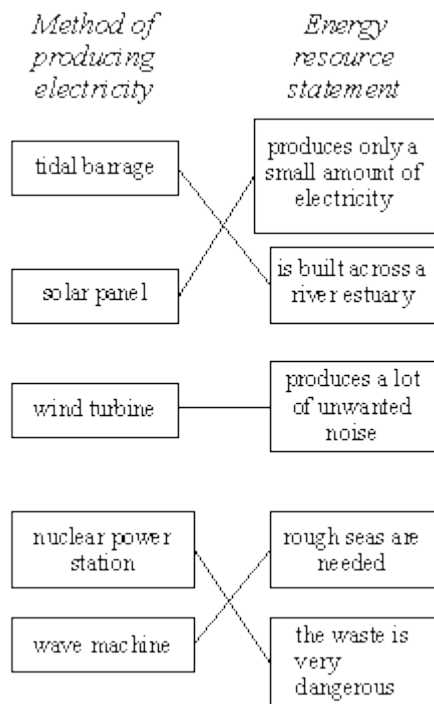 Method of
producing
electricity
Energy
resource
statement
tidal barrage
produces only a
small amount of
electricity
solar panel
is built across a
river estuary
wind turbine
produces a lot
of unwanted
noise
nuclear power
station
rough seas are
needed
wave machine
the waste is
very
dangerous